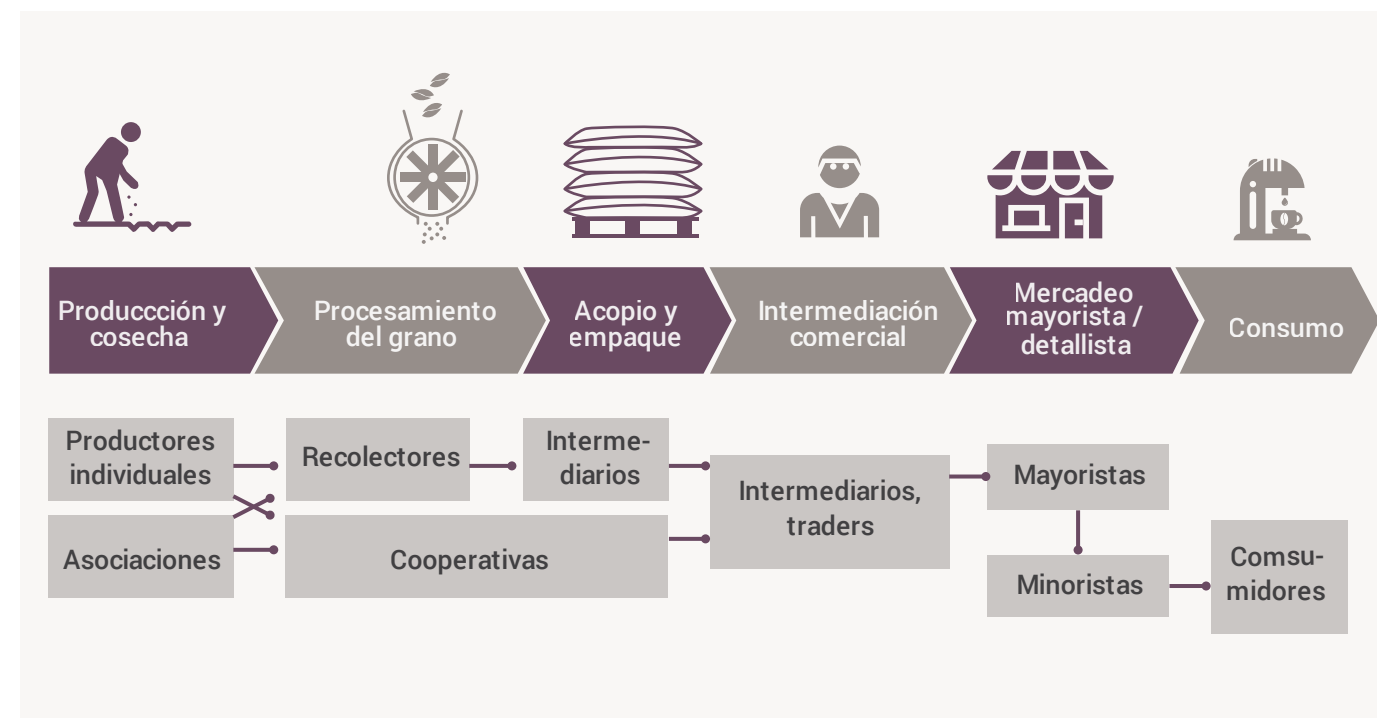 Produccción y
cosecha
Procesamiento
del grano
Acopio y
empaque
Intermediación
comercial
Mercadeo
mayorista /
detallista
Consumo
Productores
individuales
Asociaciones
Recolectores
Cooperativas
Interme-
diarios
Intermediarios,
traders
Mayoristas
Minoristas
Comsu-
midores